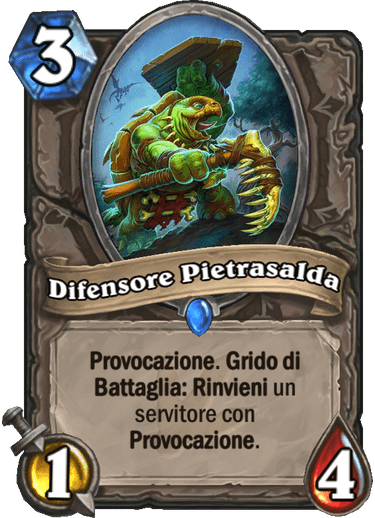 3
Difensore Pietrasalda
Provocazione. Grido di
Battaglia: Rinvieni un
servitore con
Provocazione.
1
4